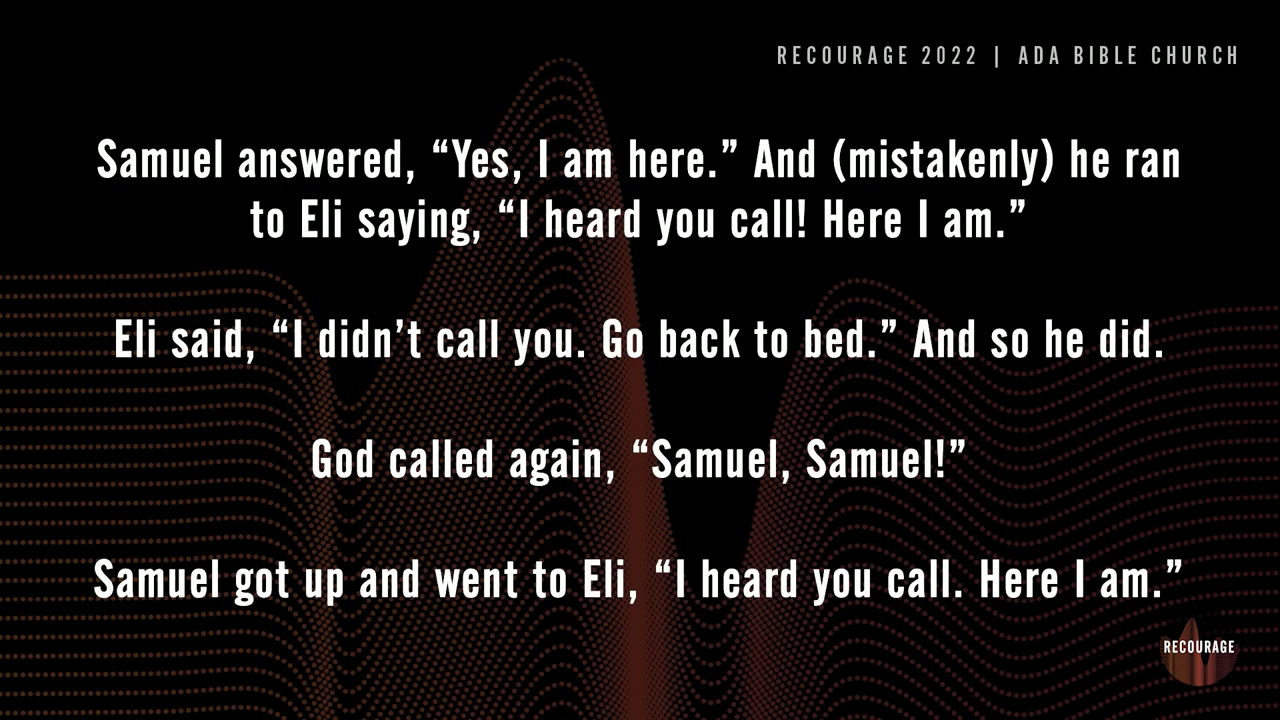 RECOURAGE 2022 | ADA BIBLE CHURCH
Samuel answered, “Yes, I am here.” And (mistakenly) he ran
to Eli saying, “I heard you call! Here I am.”
Eli said, “I didn’t call you. Go back to bed.” And so he did.
God called again, “Samuel, Samuel!”
Samuel got up and went to Eli, “I heard you call. Here I am.”
RECOURAGE